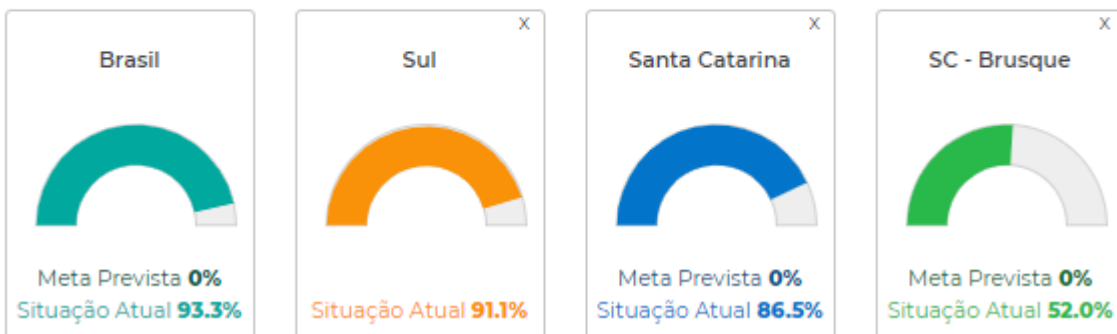 Brasil
Meta Prevista 0%
Situação Atual 93.3%
X
Sul
Situação Atual 91.1%
X
Santa Catarina
Meta Prevista 0%
Situação Atual 86.5%
X
SC - Brusque
Meta Prevista 0%
Situação Atual 52.0%